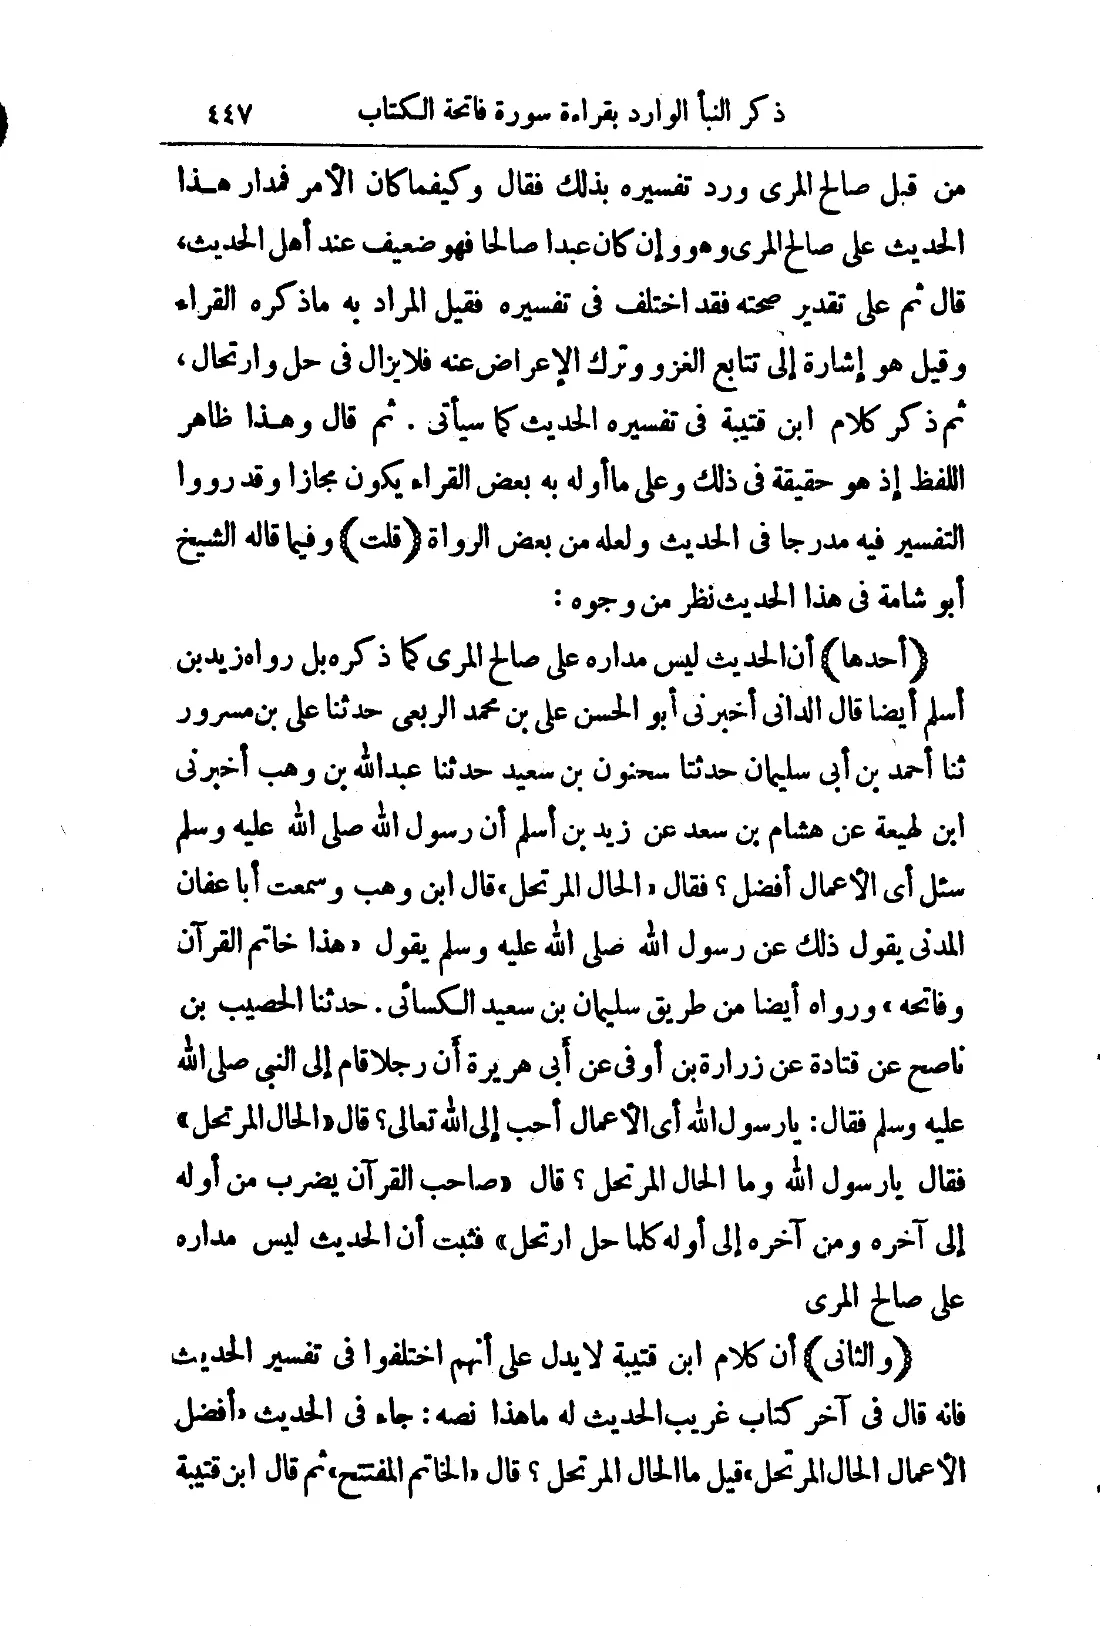 ذكر النبأ الوارد بقراءة سورة فاتحة الكتاب ٤٤٧
من قبل صالح المرى ورد تفسيره بذلك فقال وكيفما كان الأمر فمدار هـذا
الحديث على صالح المرى وهو وإن كان عبدا صالحا فهو ضعيف عند أهل الحديث،
قال ثم على تقدير صحته فقد اختلف فى تفسيره فقيل المراد به ماذكره القراء
وقيل هو إشارة إلى تتابع الغزو وترك الإعراض عنه فلايزال فى حل وارتحال،
ثم ذكر كلام ابن قتيبة فى تفسيره الحديث كما سيأتى . ثم قال وهـذا ظاهر
اللفظ إذ هو حقيقة فى ذلك وعلى ماأوله به بعض القراء يكون مجازا وقد رووا
التفسير فيه مدرجا فى الحديث ولعله من بعض الرواة (قلت) وفيما قاله الشيخ
أبو شامة فى هذا الحديث نظر من وجوه :
(أحدها) أن الحديث ليس مداره على صالح المرى كما ذكره بل رواه زيد بن
أسلم أيضا قال الدانى أخبرنى أبو الحسن على بن محمد الربعى حدثنا على بن مسرور
ثنا أحمد بن أبى سليمان حدثنا سحنون بن سعيد حدثنا عبدالله بن وهب أخبرنى
ابن لهيعة عن هشام بن سعد عن زيد بن أسلم أن رسول الله صلى الله عليه وسلم
سئل أى الأعمال أفضل ؟ فقال «الحال المرتحل» قال ابن وهب وسمعت أبا عفان
المدنى يقول ذلك عن رسول الله صلى الله عليه وسلم يقول «هذا خاتم القرآن
وفاتحه» ورواه أيضا من طريق سليمان بن سعيد الكسائى . حدثنا الخصيب بن
ناصح عن قتادة عن زرارة بن أوفى عن أبى هريرة أن رجلا قام إلى النبى صلى الله
عليه وسلم فقال: يارسول الله أى الأعمال أحب إلى الله تعالى؟ قال «الحال المرتحل»
فقال يارسول الله وما الحال المرتحل ؟ قال «صاحب القرآن يضرب من أوله
إلى آخره ومن آخره إلى أوله كلما حل ارتحل» فثبت أن الحديث ليس مداره
على صالح المرى
(والثانى) أن كلام ابن قتيبة لا يدل على أنهم اختلفوا فى تفسير الحديث
فانه قال فى آخر كتاب غريب الحديث له ماهذا نصه : جاء فى الحديث «أفضل
الأعمال الحال المرتحل» قيل ماالحال المرتحل ؟ قال «الخاتم المفتتح» ثم قال ابن قتيبة